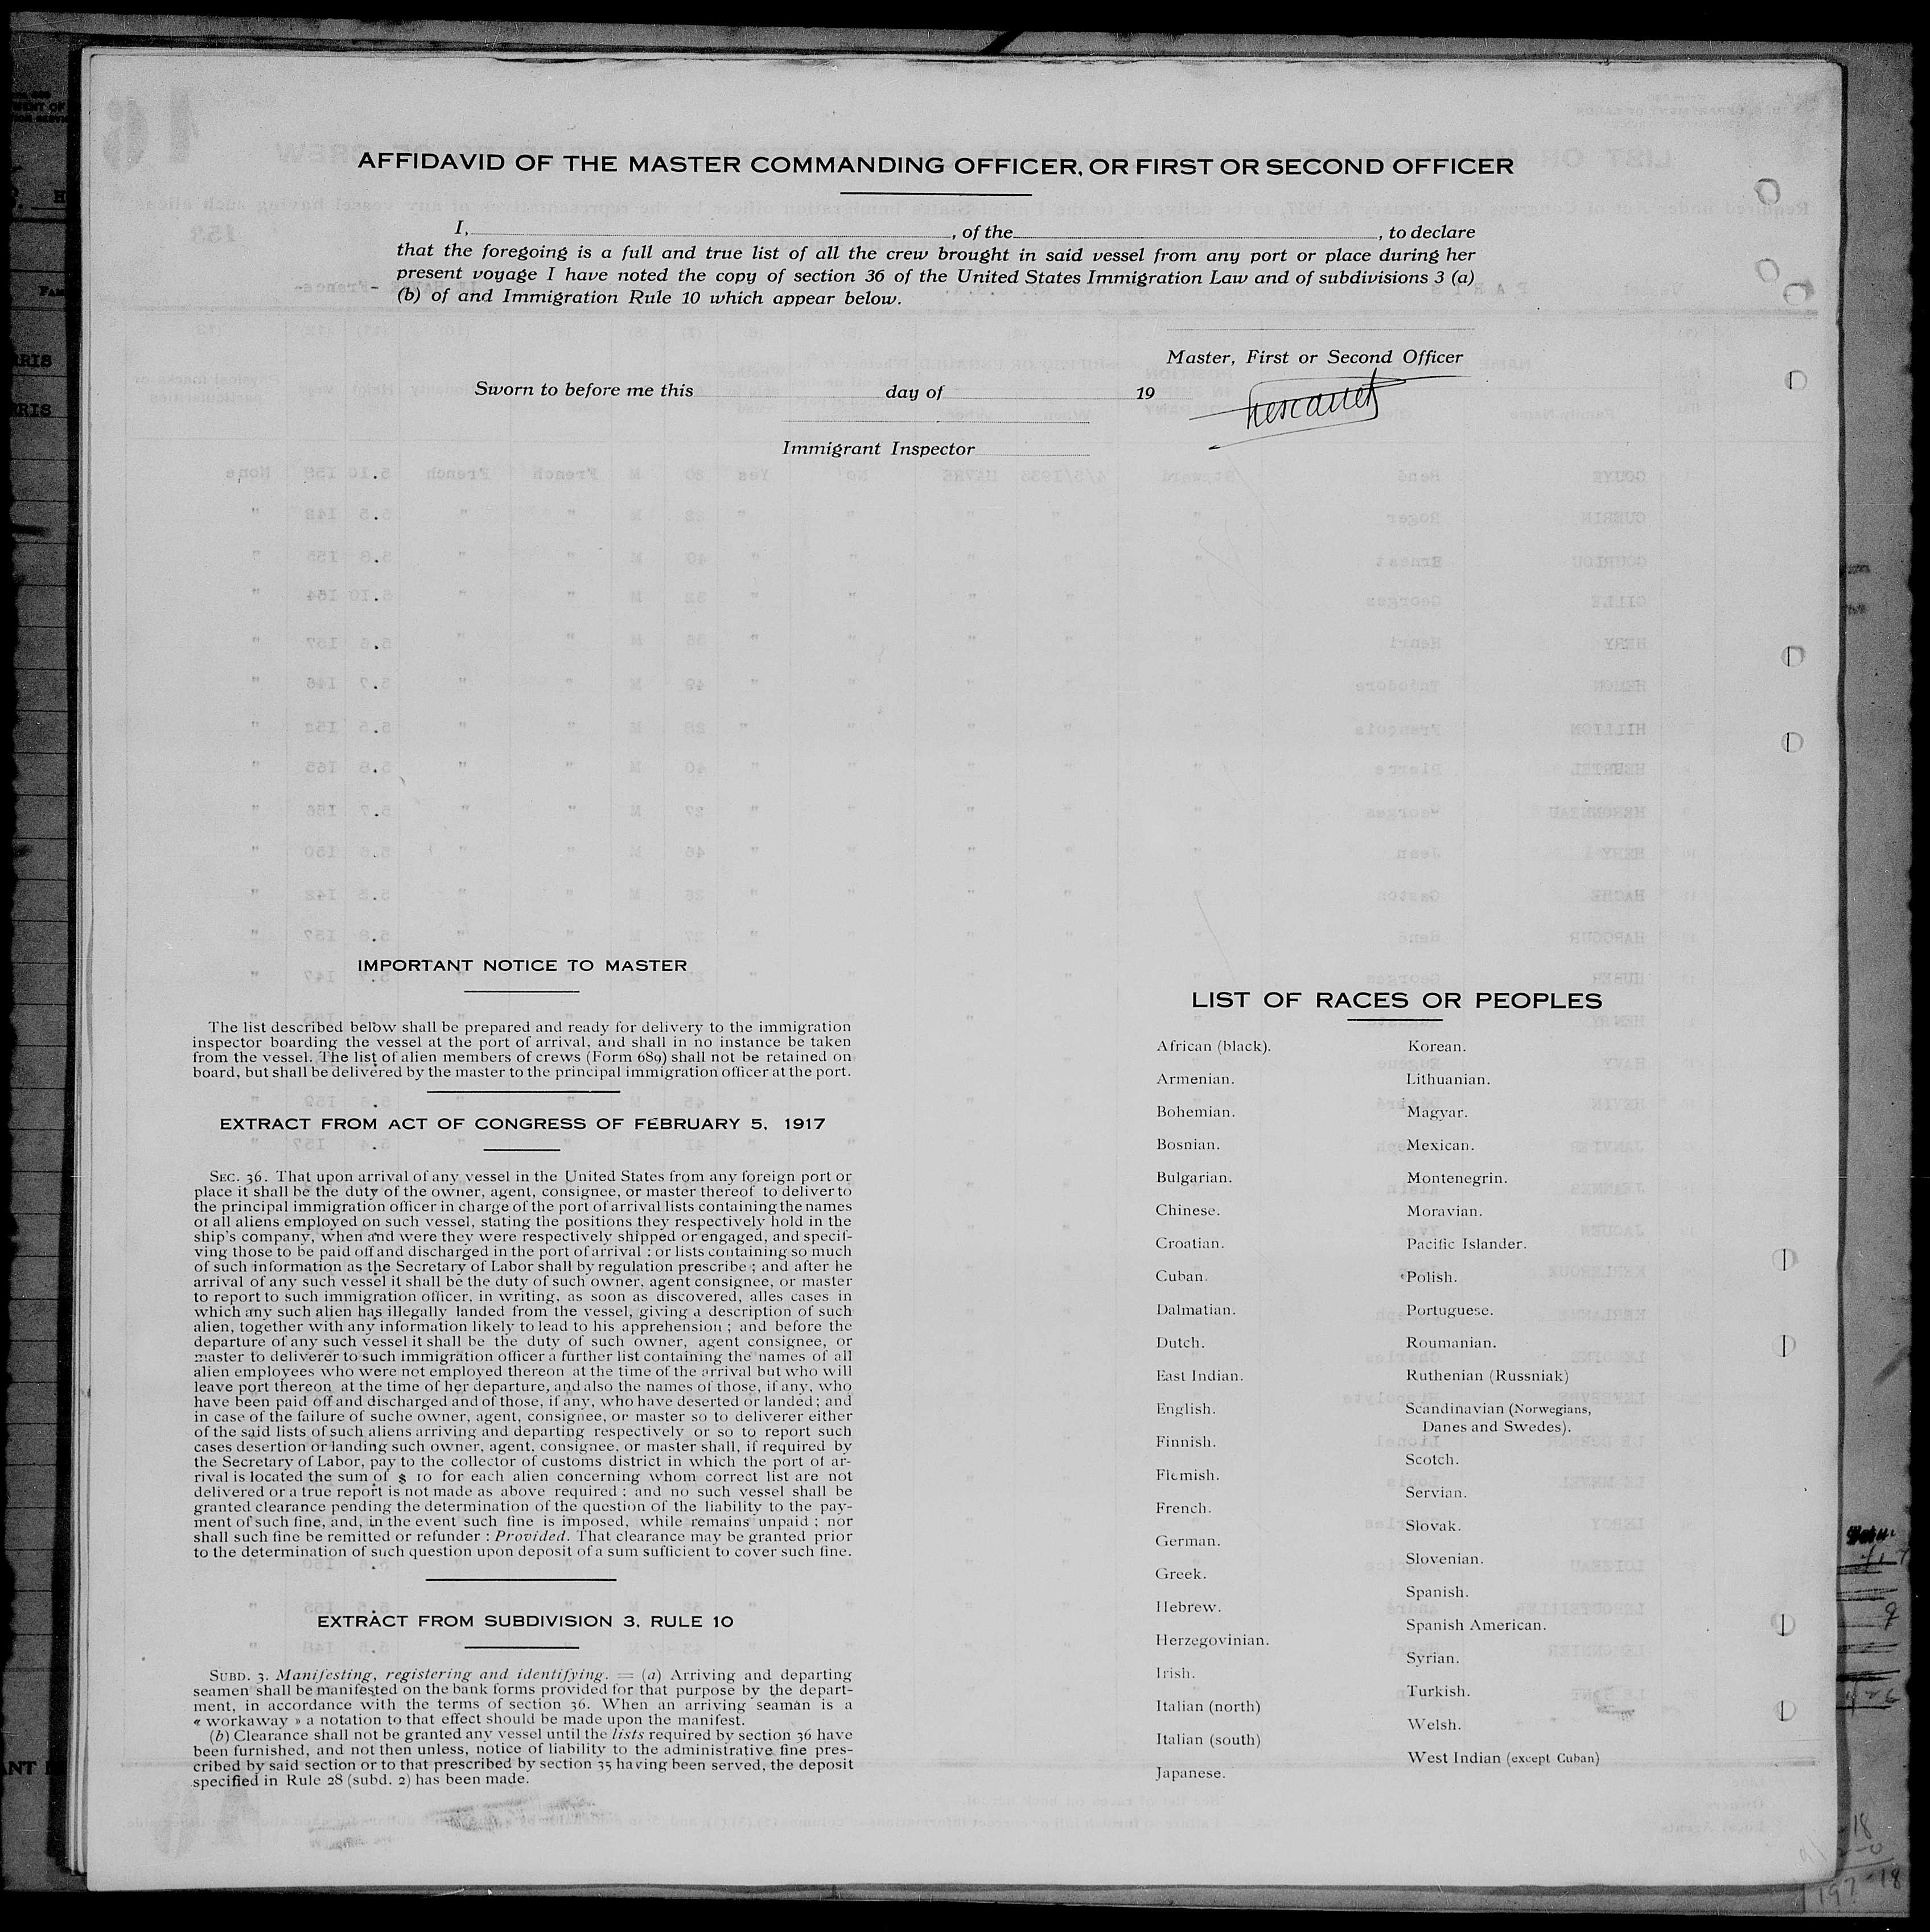 AFFIDAVID OF THE MASTER COMMANDING OFFICER, OR FIRST OR SECOND OFFICER
I, , of the , to declare
that the foregoing is a full and true list of all the crew brought in said vessel from any port or place during her
present voyage I have noted the copy of section 36 of the United States Immigration Law and of subdivisions 3 (a)
(b) of and Immigration Rule 10 which appear below.
Master, First or Second Officer
Sworn to before me this day of 19
Immigrant Inspector
IMPORTANT NOTICE TO MASTER
The list described below shall be prepared and ready for delivery to the immigration
inspector boarding the vessel at the port of arrival, and shall in no instance be taken
from the vessel. The list of alien members of crews (Form 689) shall not be retained on
board, but shall be delivered by the master to the principal immigration officer at the port.
EXTRACT FROM ACT OF CONGRESS OF FEBRUARY 5, 1917
SEC. 36. That upon arrival of any vessel in the United States from any foreign port or
place it shall be the duty of the owner, agent, consignee, or master thereof to deliver to
the principal immigration officer in charge of the port of arrival lists containing the names
of all aliens employed on such vessel, stating the positions they respectively hold in the
ship's company, when and were they were respectively shipped or engaged, and specif-
ving those to be paid off and discharged in the port of arrival : or lists containing so much
of such information as the Secretary of Labor shall by regulation prescribe ; and after he
arrival of any such vessel it shall be the duty of such owner, agent consignee, or master
to report to such immigration officer, in writing, as soon as discovered, alles cases in
which any such alien has illegally landed from the vessel, giving a description of such
alien, together with any information likely to lead to his apprehension ; and before the
departure of any such vessel it shall be the duty of such owner, agent consignee, or
master to deliverer to such immigration officer a further list containing the names of all
alien employees who were not employed thereon at the time of the arrival but who will
leave port thereon at the time of her departure, and also the names of those, if any, who
have been paid off and discharged and of those, if any, who have deserted or landed ; and
in case of the failure of suche owner, agent, consignee, or master so to deliverer either
of the said lists of such aliens arriving and departing respectively or so to report such
cases desertion or landing such owner, agent, consignee, or master shall, if required by
the Secretary of Labor, pay to the collector of customs district in which the port of ar-
rival is located the sum of $ 10 for each alien concerning whom correct list are not
delivered or a true report is not made as above required ; and no such vessel shall be
granted clearance pending the determination of the question of the liability to the pay-
ment of such fine, and, in the event such fine is imposed, while remains unpaid ; nor
shall such fine be remitted or refunder : Provided. That clearance may be granted prior
to the determination of such question upon deposit of a sum sufficient to cover such fine.
EXTRACT FROM SUBDIVISION 3, RULE 10
SUBD. 3. Manifesting, registering and identifying. = (a) Arriving and departing
seamen shall be manifested on the bank forms provided for that purpose by the depart-
ment, in accordance with the terms of section 36. When an arriving seaman is a
« workaway » a notation to that effect should be made upon the manifest.
(b) Clearance shall not be granted any vessel until the lists required by section 36 have
been furnished, and not then unless, notice of liability to the administrative fine pres-
cribed by said section or to that prescribed by section 35 having been served, the deposit
specified in Rule 28 (subd. 2) has been made.
LIST OF RACES OR PEOPLES
African (black).
Armenian.
Bohemian.
Bosnian.
Bulgarian.
Chinese.
Croatian.
Cuban.
Dalmatian.
Dutch.
East Indian.
English.
Finnish.
Flemish.
French.
German.
Greek.
Hebrew.
Herzegovinian.
Irish.
Italian (north)
Italian (south)
Japanese.
Korean.
Lithuanian.
Magyar.
Mexican.
Montenegrin.
Moravian.
Pacific Islander.
Polish.
Portuguese.
Roumanian.
Ruthenian (Russniak)
Scandinavian (Norwegians,
Danes and Swedes).
Scotch.
Servian.
Slovak.
Slovenian.
Spanish.
Spanish American.
Syrian.
Turkish.
Welsh.
West Indian (except Cuban)